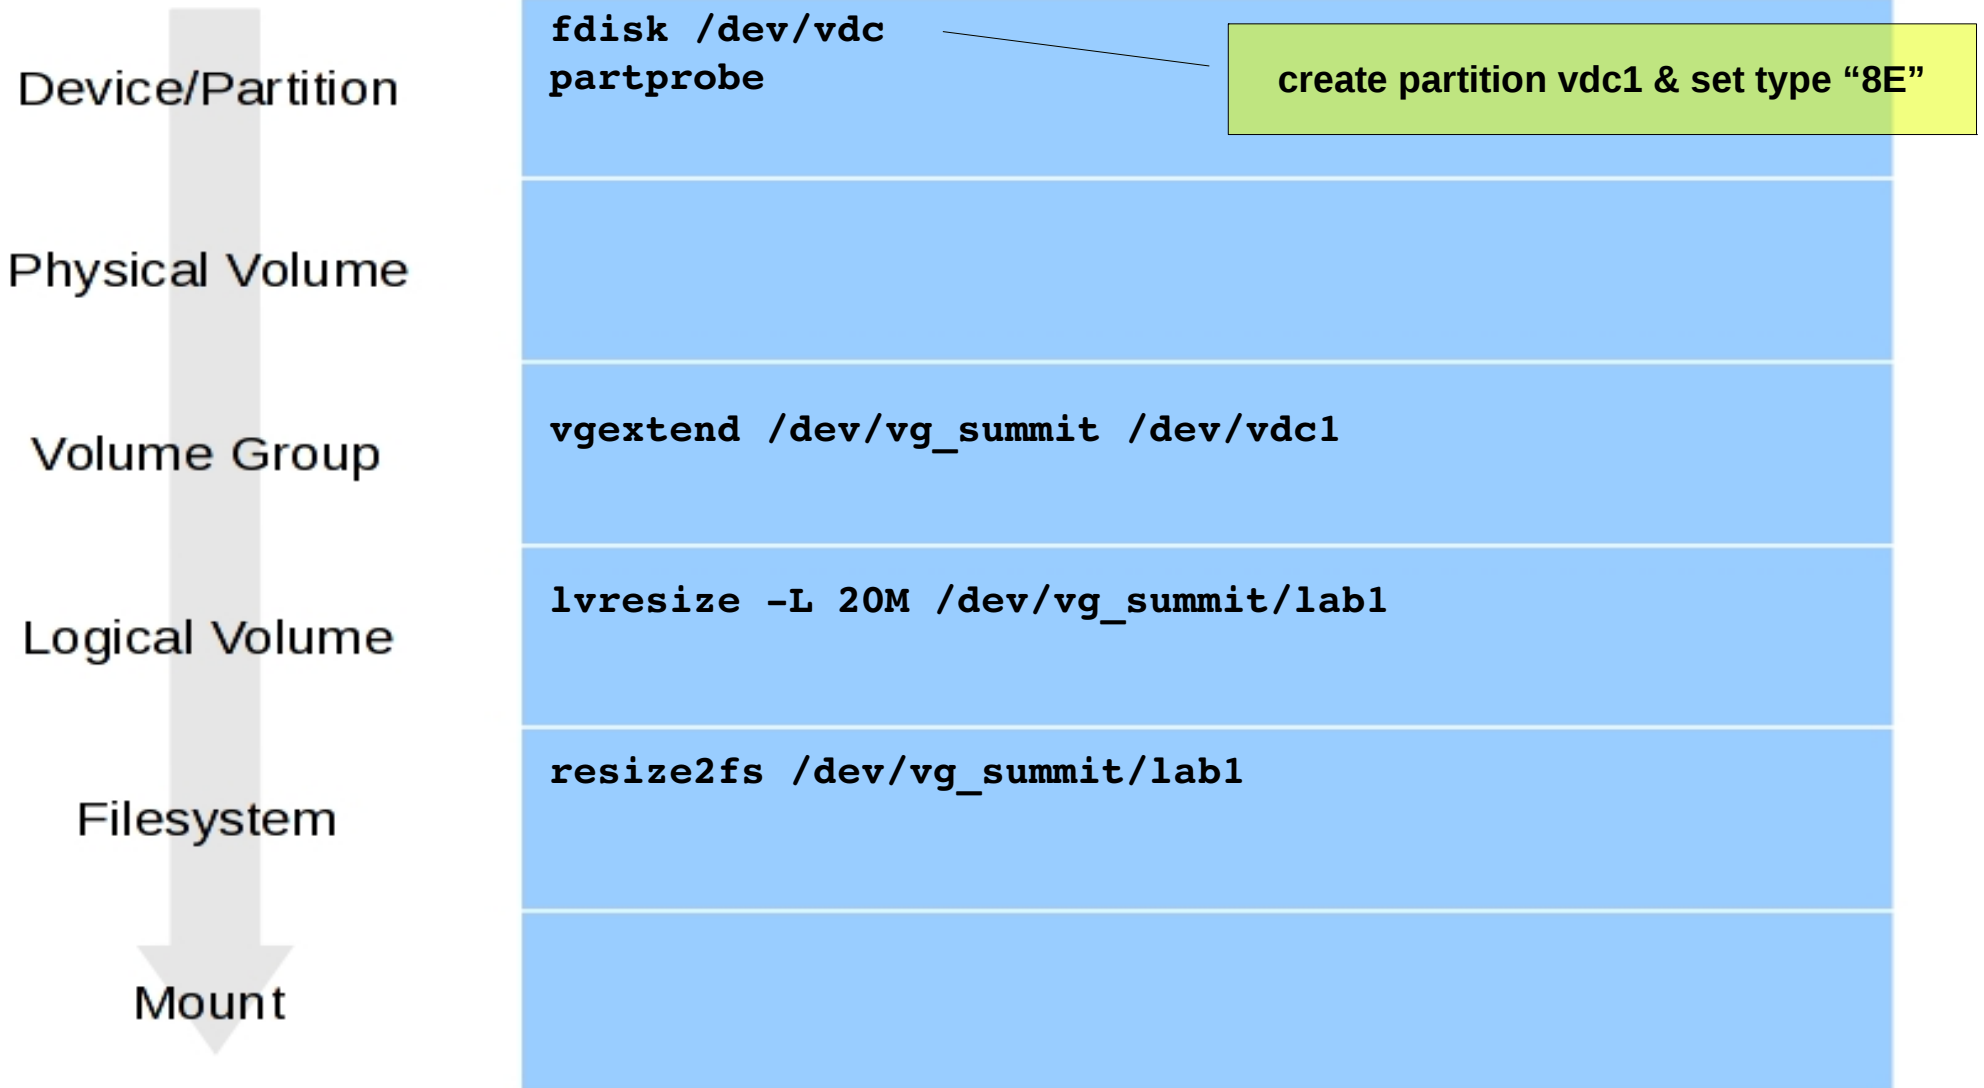 Device/Partition
fdisk /dev/vdc
partprobe
create partition vdc1 & set type “8E”
Physical Volume
Volume Group
vgextend /dev/vg_summit /dev/vdc1
Logical Volume
lvresize -L 20M /dev/vg_summit/lab1
Filesystem
resize2fs /dev/vg_summit/lab1
Mount